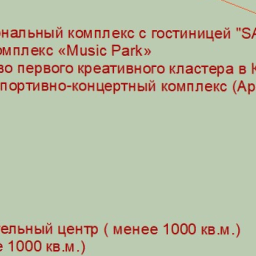 нальный комплекс с гостиницей "SA
омплекс «Music Park»
во первого креативного кластера в К
портивно-концертный комплекс (Ар
ельный центр ( менее 1000 кв.м.)
е 1000 кв.м.)